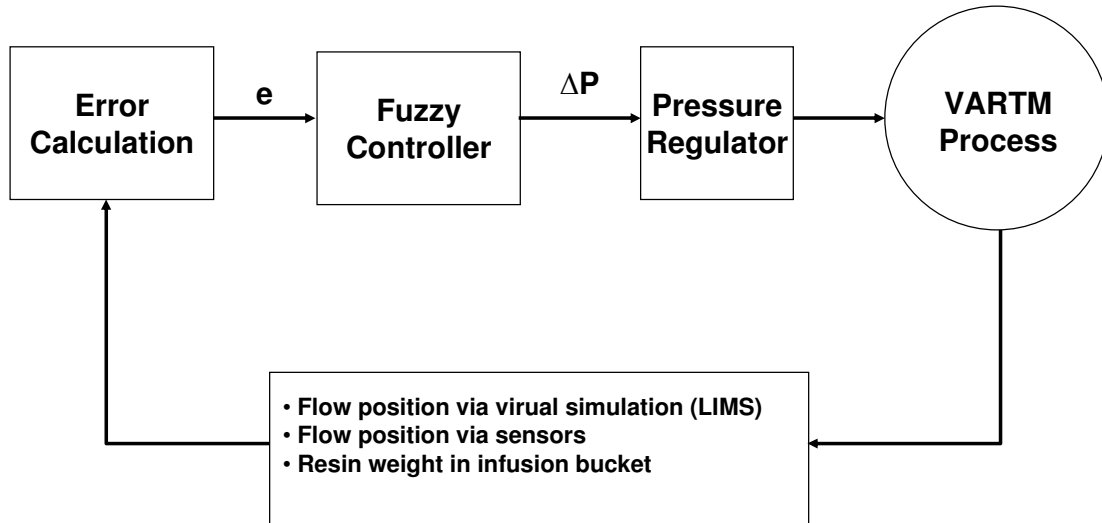 Error
Calculation
e
Fuzzy
Controller
ΔP
Pressure
Regulator
VARTM
Process
• Flow position via virual simulation (LIMS)
• Flow position via sensors
• Resin weight in infusion bucket